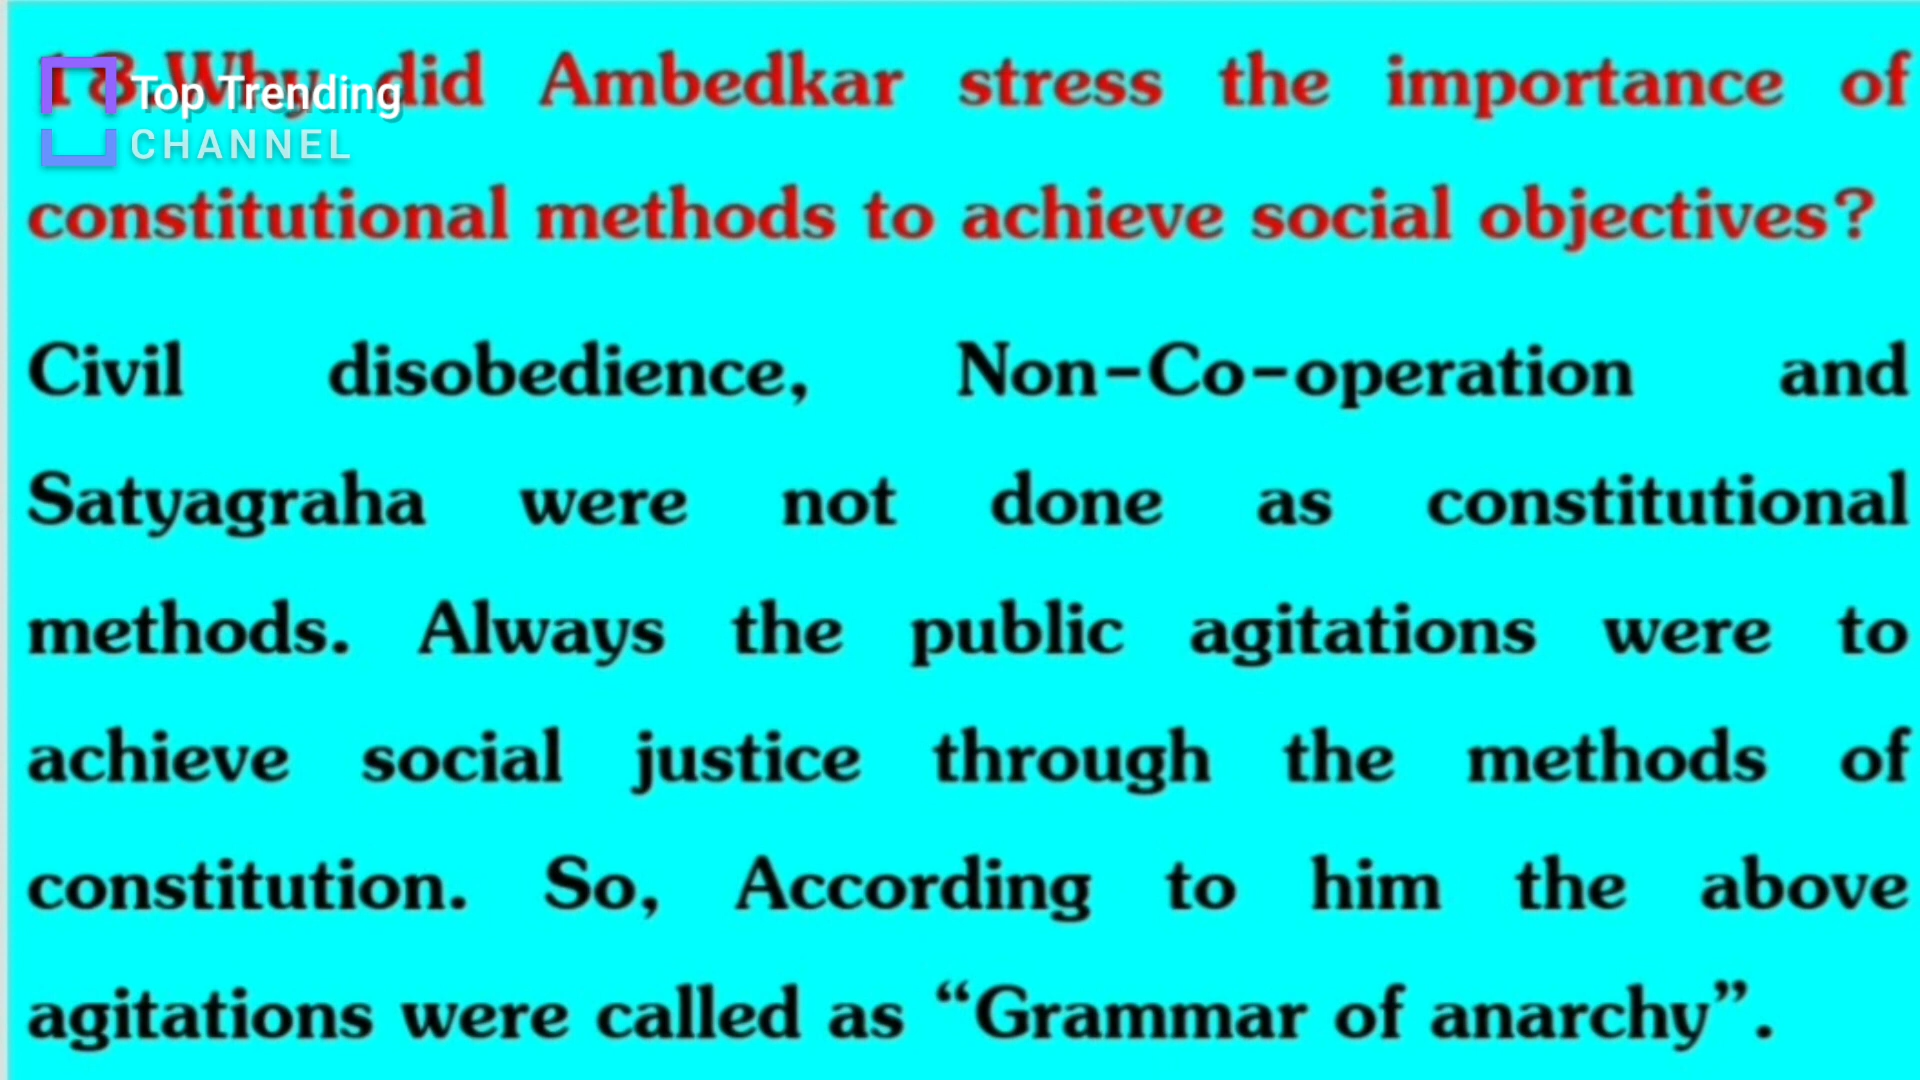 18. Why did Ambedkar stress the importance of
Top Trending
CHANNEL
constitutional methods to achieve social objectives?
Civil disobedience, Non-Co-operation and
Satyagraha were not done as constitutional
methods. Always the public agitations were to
achieve social justice through the methods of
constitution. So, According to him the above
agitations were called as “Grammar of anarchy”.